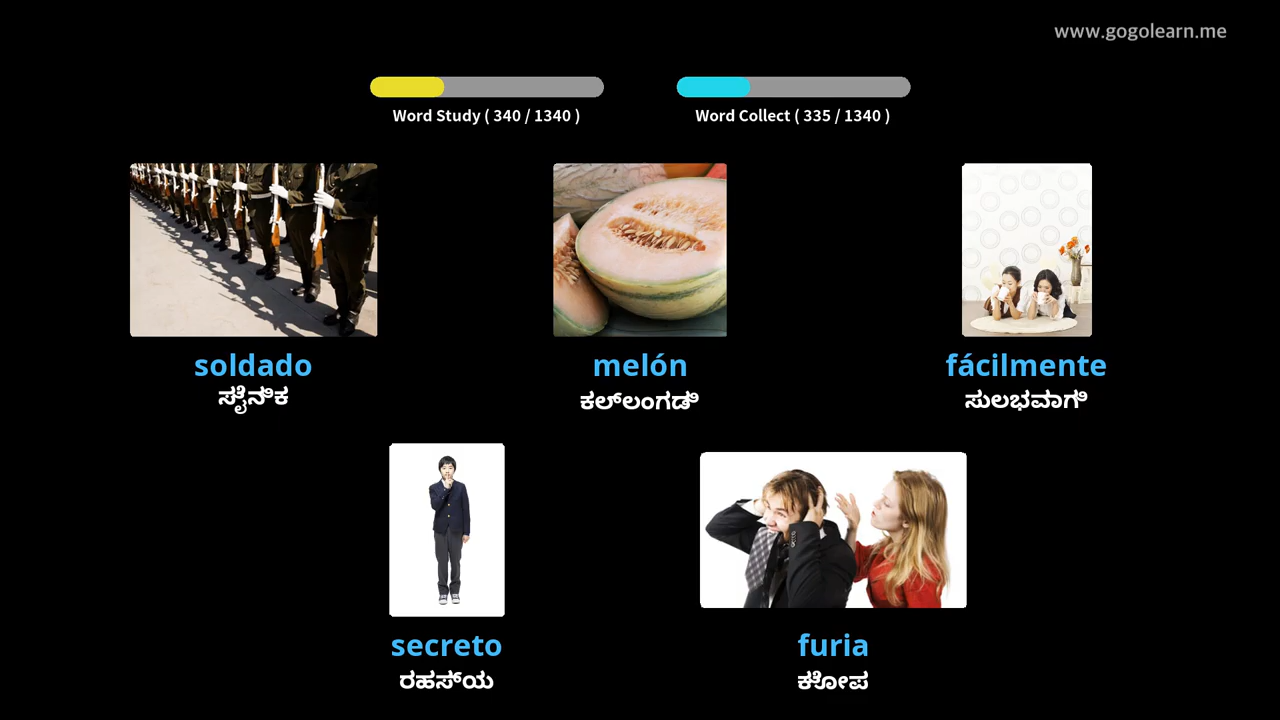 www.gogolearn.me
Word Study ( 340 / 1340 )
Word Collect ( 335 / 1340 )
soldado
ಸೈನಿಕ
melón
ಕಲ್ಲಂಗಡಿ
fácilmente
ಸುಲಭವಾಗಿ
secreto
ರಹಸ್ಯ
furia
ಕೋಪ